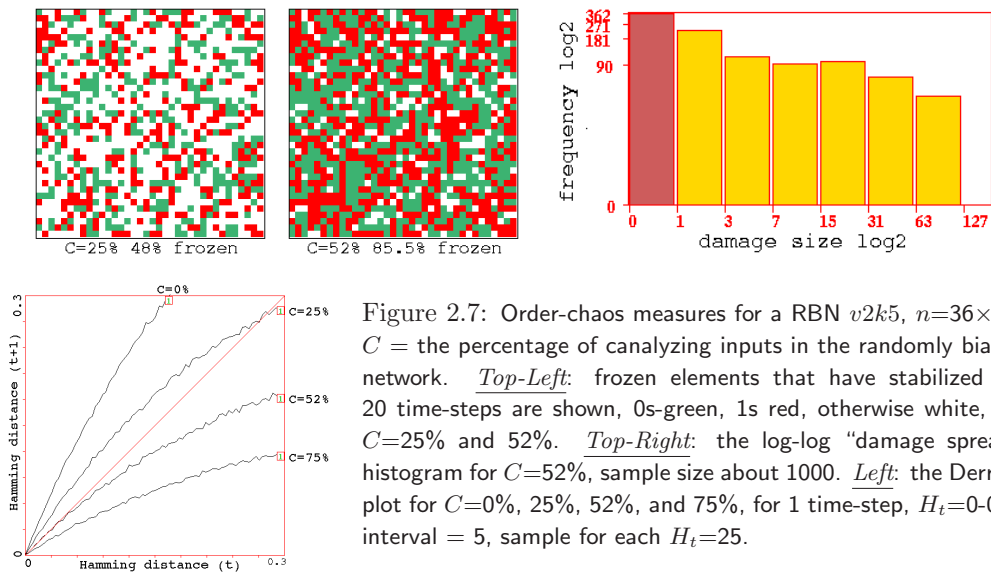 C=25% 48% frozen
C=52% 85.5% frozen
frequency log2
362
271
181
90
0
0 1 3 7 15 31 63 127
damage size log2
C=0%
C=25%
C=52%
C=75%
0.3
Hamming distance (t+1)
0
0
Hamming distance (t)
0.3
Figure 2.7: Order-chaos measures for a RBN v2k5, n=36×
C = the percentage of canalyzing inputs in the randomly bia
network. Top-Left: frozen elements that have stabilized
20 time-steps are shown, 0s-green, 1s red, otherwise white,
C=25% and 52%. Top-Right: the log-log “damage sprea
histogram for C=52%, sample size about 1000. Left: the Derr
plot for C=0%, 25%, 52%, and 75%, for 1 time-step, Ht=0-0
interval = 5, sample for each Ht=25.